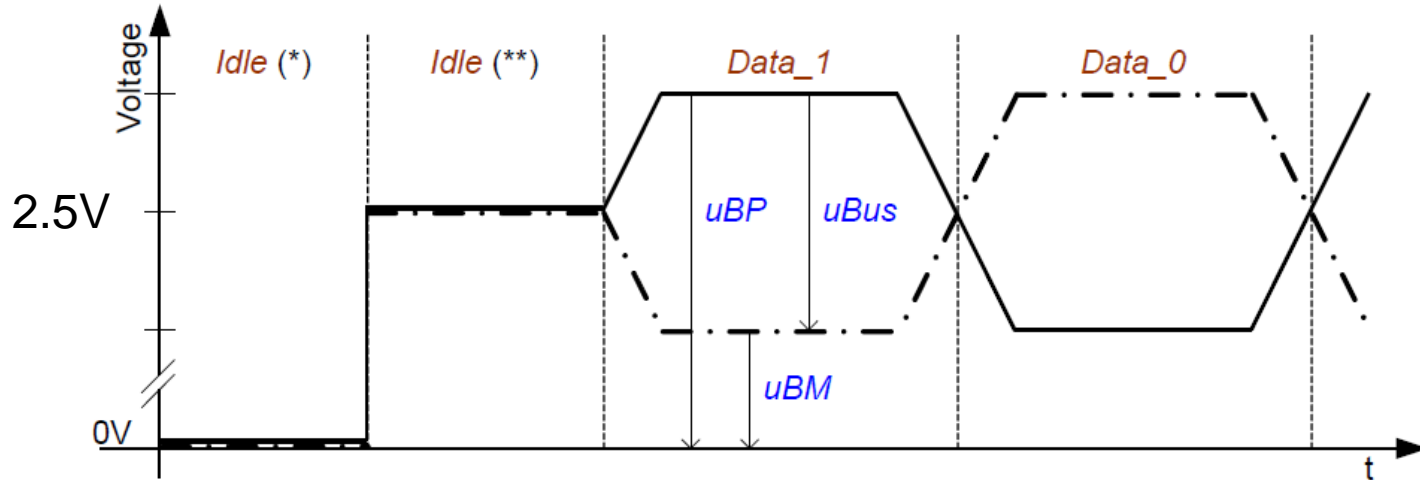 Voltage
Idle (*)
Idle (**)
Data_1
Data_0
2.5V
uBP
uBus
uBM
0V
t